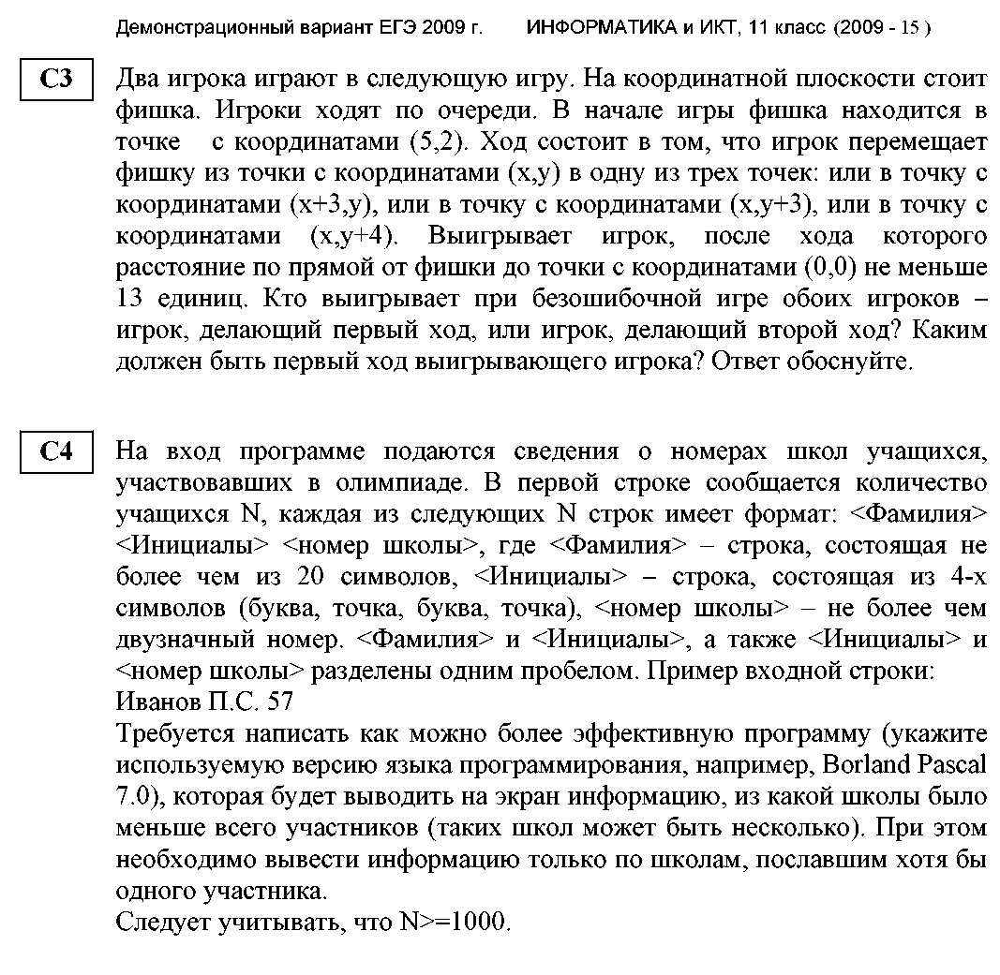 Демонстрационный вариант ЕГЭ 2009 г. ИНФОРМАТИКА и ИКТ, 11 класс (2009 - 15 )
С3
Два игрока играют в следующую игру. На координатной плоскости стоит
фишка. Игроки ходят по очереди. В начале игры фишка находится в
точке с координатами (5,2). Ход состоит в том, что игрок перемещает
фишку из точки с координатами (x,y) в одну из трех точек: или в точку с
координатами (x+3,y), или в точку с координатами (x,y+3), или в точку с
координатами (x,y+4). Выигрывает игрок, после хода которого
расстояние по прямой от фишки до точки с координатами (0,0) не меньше
13 единиц. Кто выигрывает при безошибочной игре обоих игроков –
игрок, делающий первый ход, или игрок, делающий второй ход? Каким
должен быть первый ход выигрывающего игрока? Ответ обоснуйте.
С4
На вход программе подаются сведения о номерах школ учащихся,
участвовавших в олимпиаде. В первой строке сообщается количество
учащихся N, каждая из следующих N строк имеет формат: <Фамилия>
<Инициалы> <номер школы>, где <Фамилия> – строка, состоящая не
более чем из 20 символов, <Инициалы> – строка, состоящая из 4-х
символов (буква, точка, буква, точка), <номер школы> – не более чем
двузначный номер. <Фамилия> и <Инициалы>, а также <Инициалы> и
<номер школы> разделены одним пробелом. Пример входной строки:
Иванов П.С. 57
Требуется написать как можно более эффективную программу (укажите
используемую версию языка программирования, например, Borland Pascal
7.0), которая будет выводить на экран информацию, из какой школы было
меньше всего участников (таких школ может быть несколько). При этом
необходимо вывести информацию только по школам, пославшим хотя бы
одного участника.
Следует учитывать, что N>=1000.